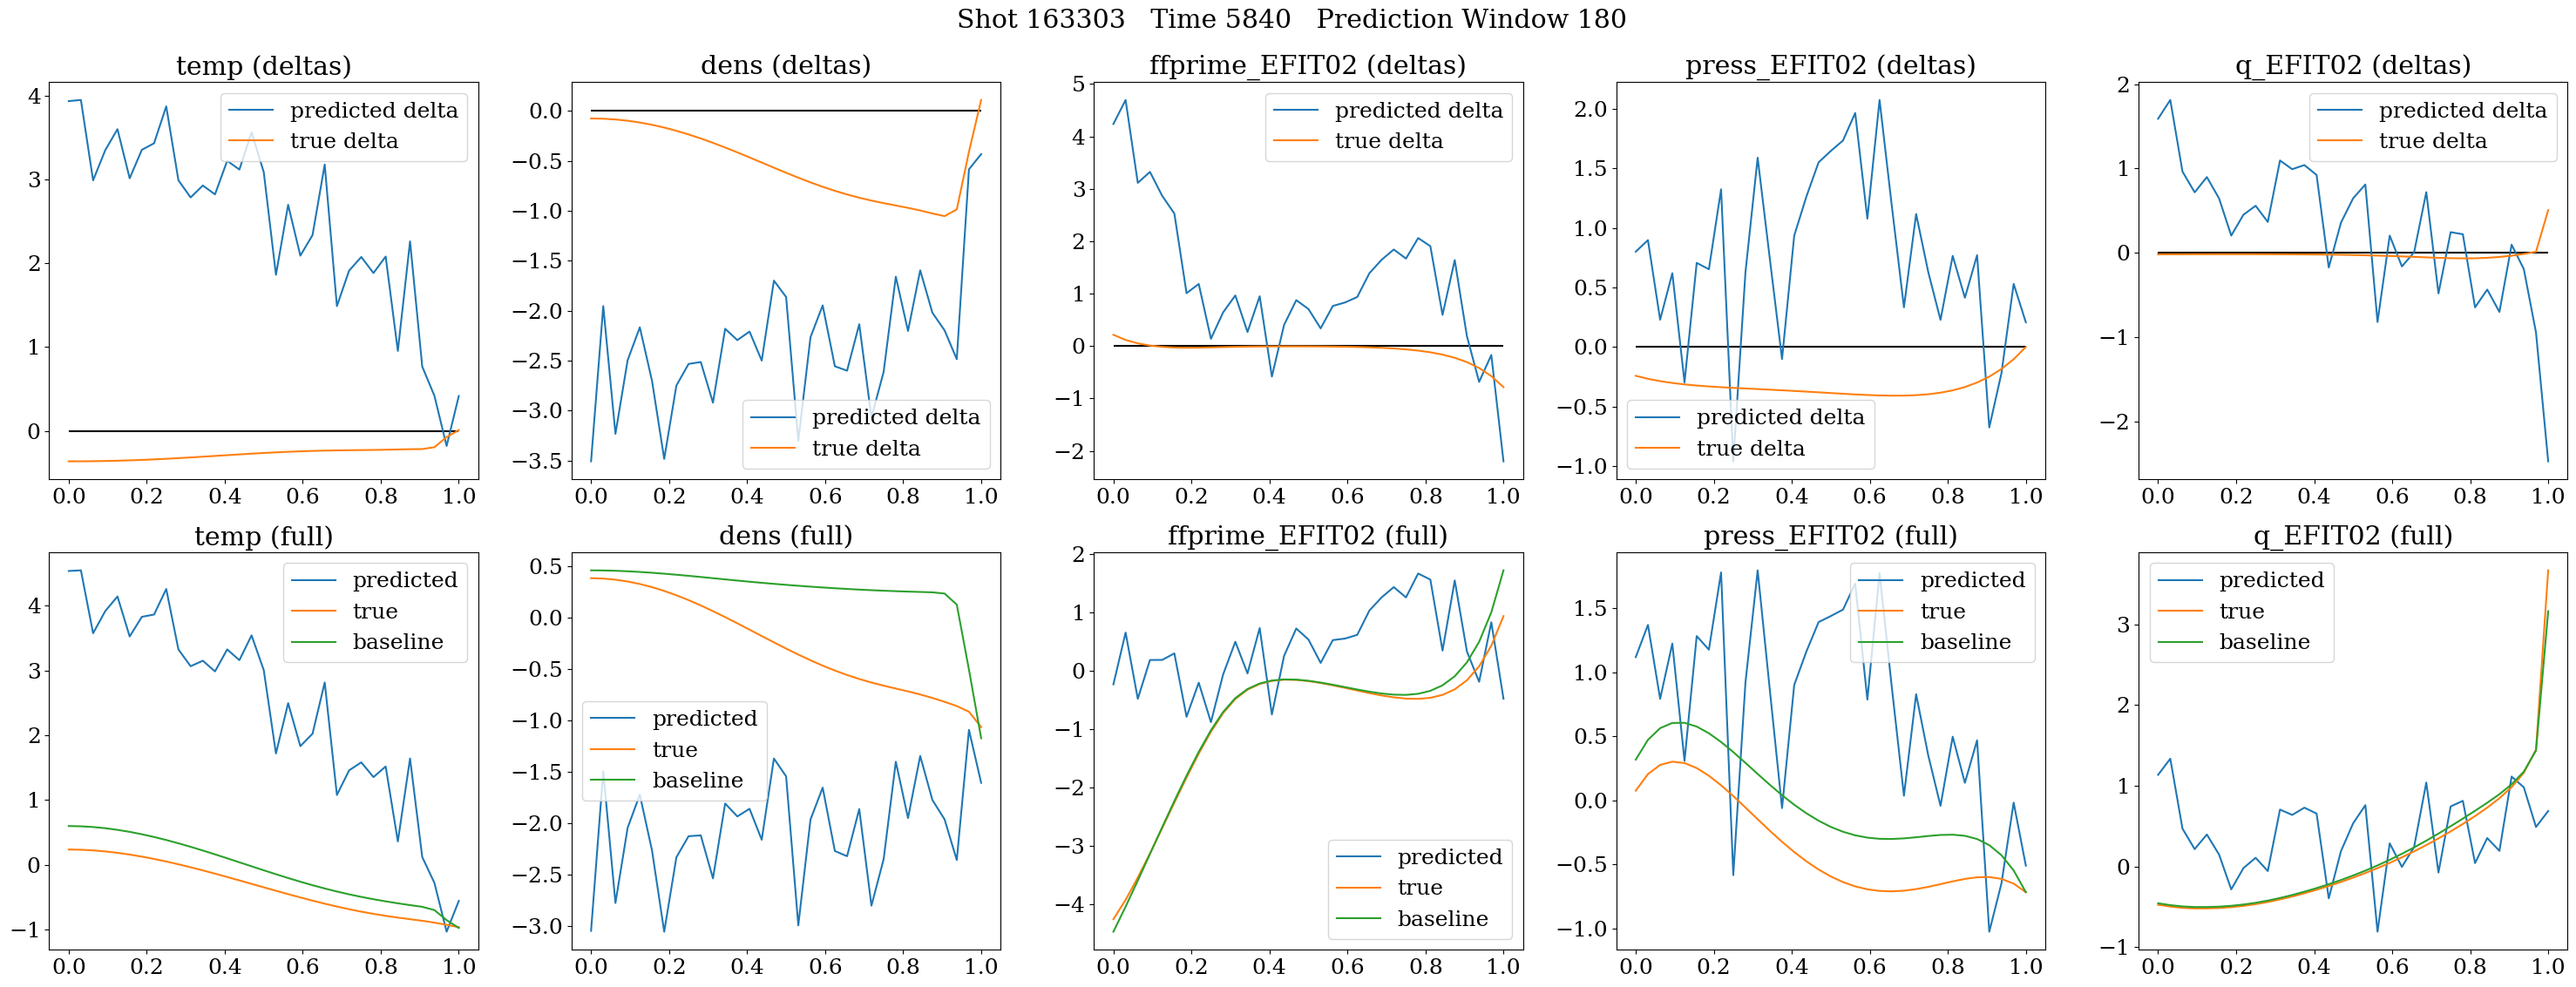 Shot 163303   Time 5840   Prediction Window 180
temp (deltas)
4
3
2
1
0
0.0 0.2 0.4 0.6 0.8 1.0
predicted delta
true delta
dens (deltas)
0.0
−0.5
−1.0
−1.5
−2.0
−2.5
−3.0
−3.5
0.0 0.2 0.4 0.6 0.8 1.0
predicted delta
true delta
ffprime_EFIT02 (deltas)
5
4
3
2
1
0
−1
−2
0.0 0.2 0.4 0.6 0.8 1.0
predicted delta
true delta
press_EFIT02 (deltas)
2.0
1.5
1.0
0.5
0.0
−0.5
−1.0
0.0 0.2 0.4 0.6 0.8 1.0
predicted delta
true delta
q_EFIT02 (deltas)
2
1
0
−1
−2
0.0 0.2 0.4 0.6 0.8 1.0
predicted delta
true delta
temp (full)
4
3
2
1
0
−1
0.0 0.2 0.4 0.6 0.8 1.0
predicted
true
baseline
dens (full)
0.5
0.0
−0.5
−1.0
−1.5
−2.0
−2.5
−3.0
0.0 0.2 0.4 0.6 0.8 1.0
predicted
true
baseline
ffprime_EFIT02 (full)
2
1
0
−1
−2
−3
−4
0.0 0.2 0.4 0.6 0.8 1.0
predicted
true
baseline
press_EFIT02 (full)
1.5
1.0
0.5
0.0
−0.5
−1.0
0.0 0.2 0.4 0.6 0.8 1.0
predicted
true
baseline
q_EFIT02 (full)
3
2
1
0
−1
0.0 0.2 0.4 0.6 0.8 1.0
predicted
true
baseline